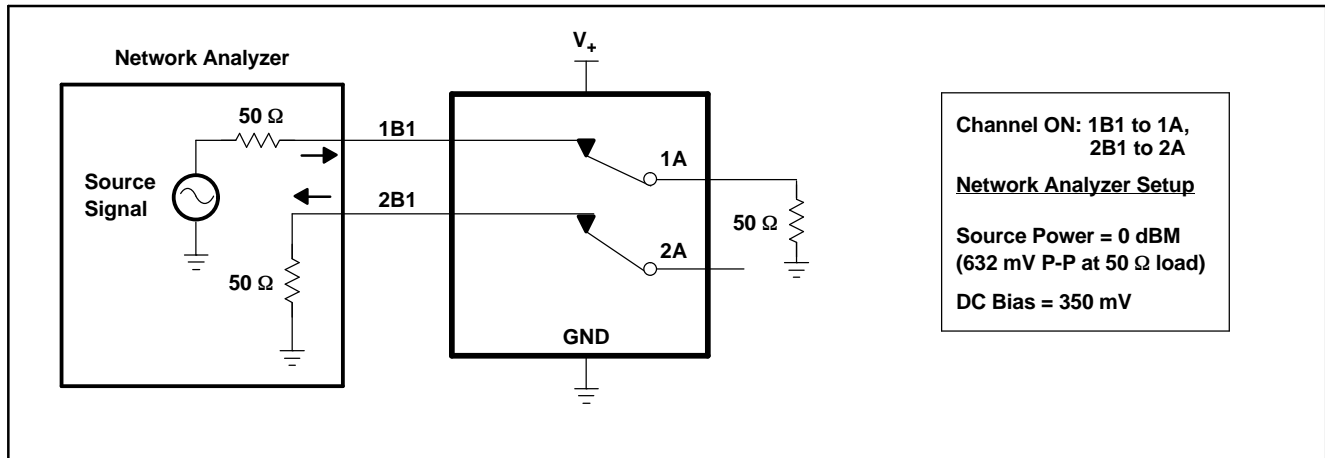 Network Analyzer
50 Ω
Source
Signal
50 Ω
1B1
2B1
V+
1A
2A
GND
50 Ω
Channel ON: 1B1 to 1A,
2B1 to 2A
Network Analyzer Setup
Source Power = 0 dBM
(632 mV P-P at 50 Ω load)
DC Bias = 350 mV